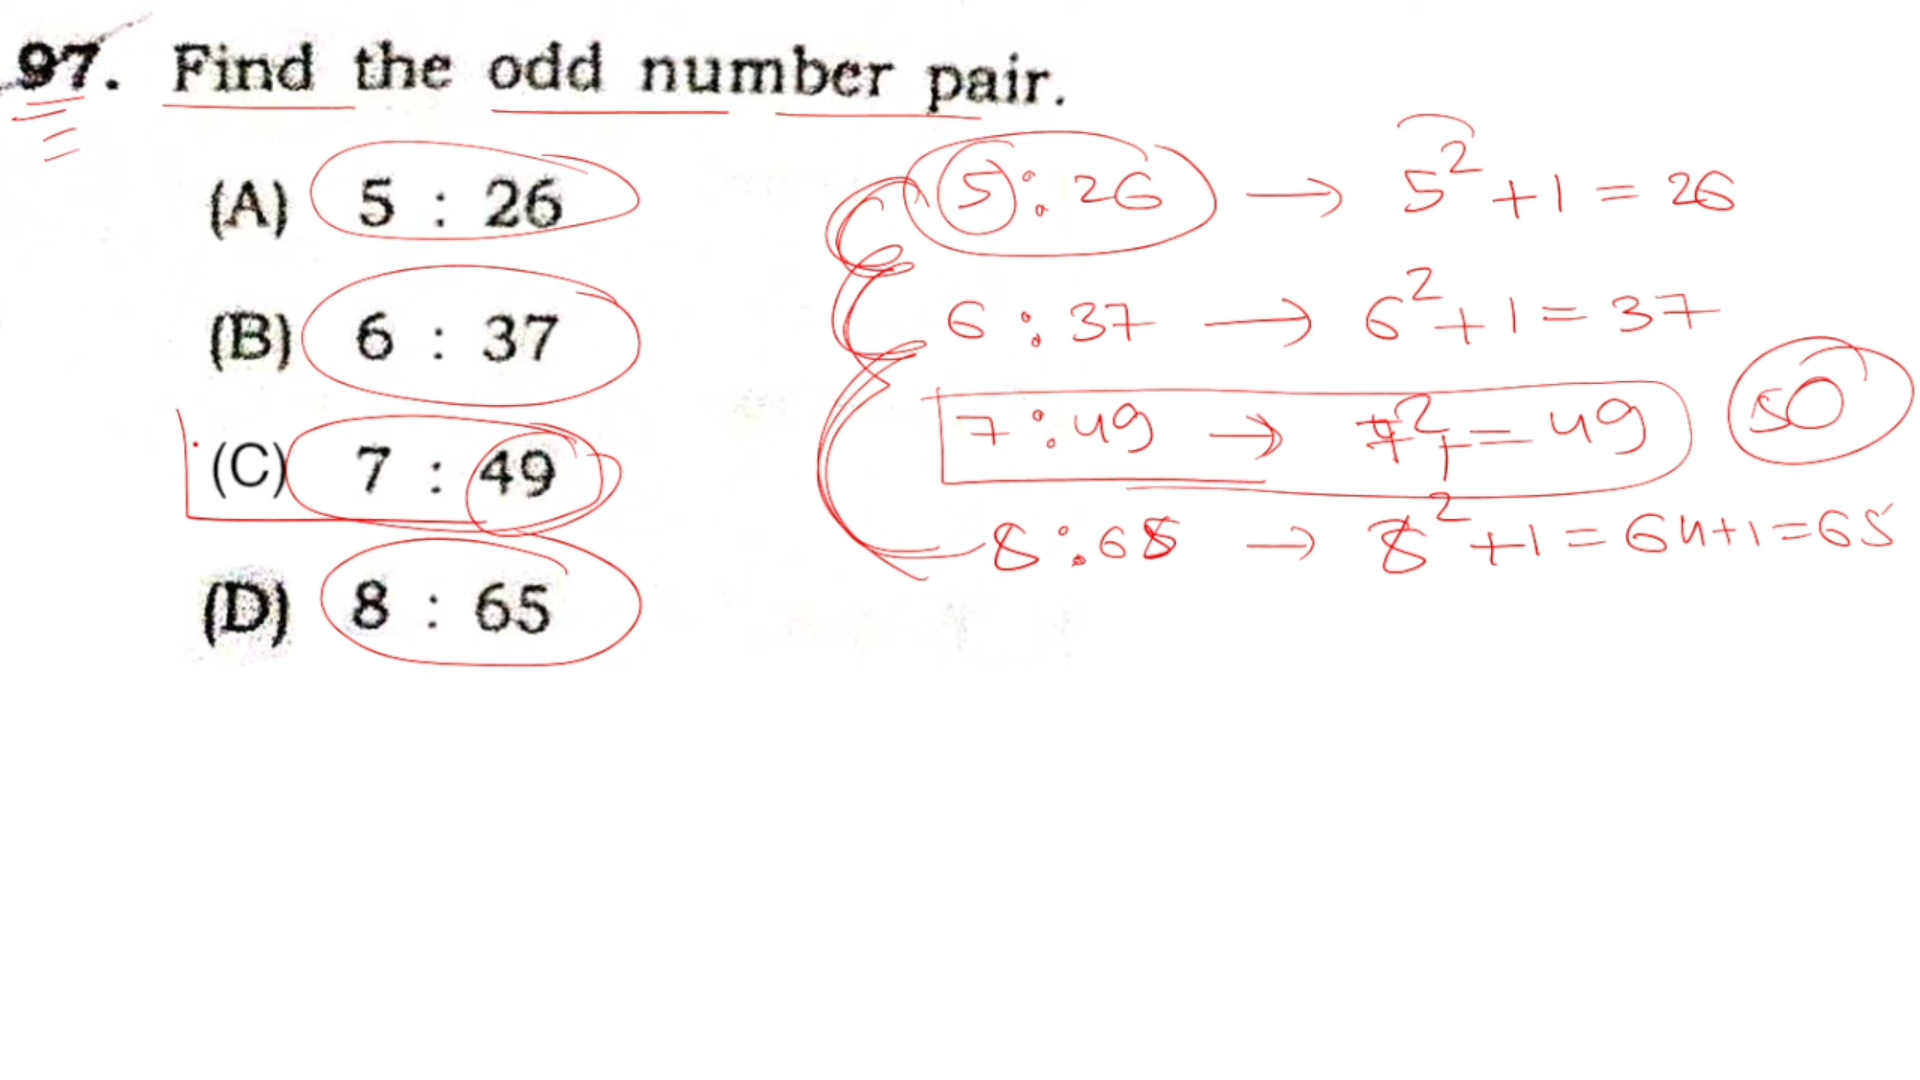 97. Find the odd number pair.
(A) 5 : 26
5 : 26 → 5² + 1 = 26
(B) 6 : 37
6 : 37 → 6² + 1 = 37
(C) 7 : 49
7 : 49 → 7² = 49 50
(D) 8 : 65
8 : 65 → 8² + 1 = 64 + 1 = 65